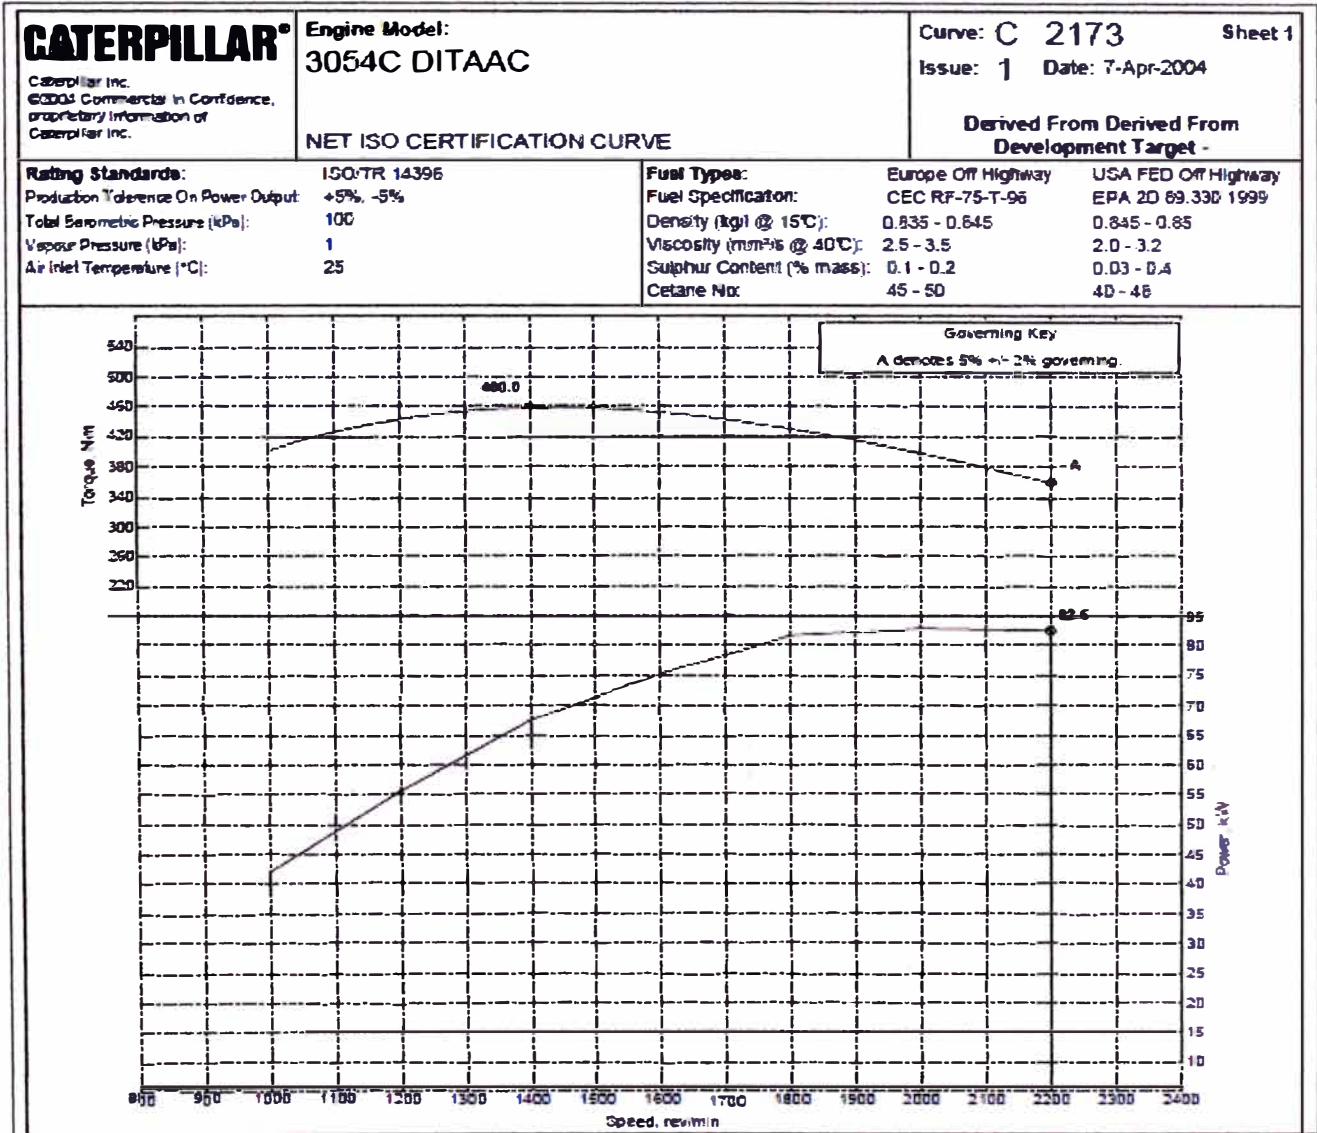 CATERPILLAR®
Caterpillar Inc.
©2004 Commercial in Confidence,
proprietary information of
Caterpillar Inc.
Engine Model:
3054C DITAAC
NET ISO CERTIFICATION CURVE
Curve: C 2173 Sheet 1
Issue: 1 Date: 7-Apr-2004
Derived From Derived From
Development Target -
Rating Standards: ISO/TR 14396
Production Tolerence On Power Output: +5%, -5%
Total Barometric Pressure (kPa): 100
Vapour Pressure (kPa): 1
Air Inlet Temperature (°C): 25
Fuel Types: Europe Off Highway USA FED Off Highway
Fuel Specification: CEC RF-75-T-96 EPA 2D 89.330 1999
Density (kg/l @ 15°C): 0.835 - 0.845 0.845 - 0.85
Viscosity (mm²/s @ 40°C): 2.5 - 3.5 2.0 - 3.2
Sulphur Content (% mass): 0.1 - 0.2 0.03 - 0.4
Cetane No: 45 - 50 40 - 48
Governing Key
A denotes 5% +/- 2% governing.
540
500
460
420
380
340
300
260
220
Torque, Nm
460.0
A
82.6
85
80
75
70
65
60
55
50
45
40
35
30
25
20
15
10
Power, kW
800 900 1000 1100 1200 1300 1400 1500 1600 1700 1800 1900 2000 2100 2200 2300 2400
Speed, rev/min